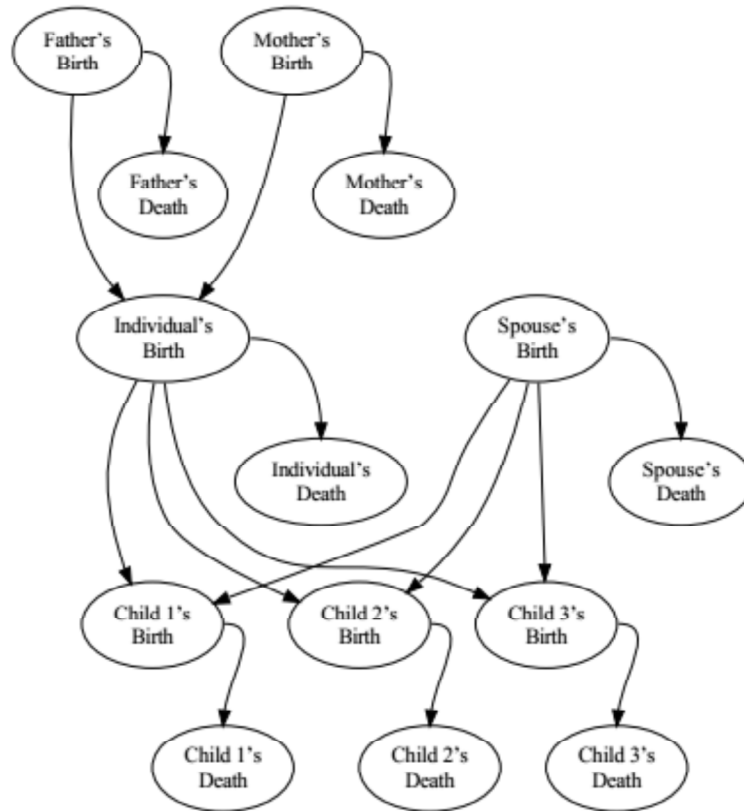 Father's
Birth
Mother's
Birth
Father's
Death
Mother's
Death
Individual's
Birth
Spouse's
Birth
Individual's
Death
Spouse's
Death
Child 1's
Birth
Child 2's
Birth
Child 3's
Birth
Child 1's
Death
Child 2's
Death
Child 3's
Death